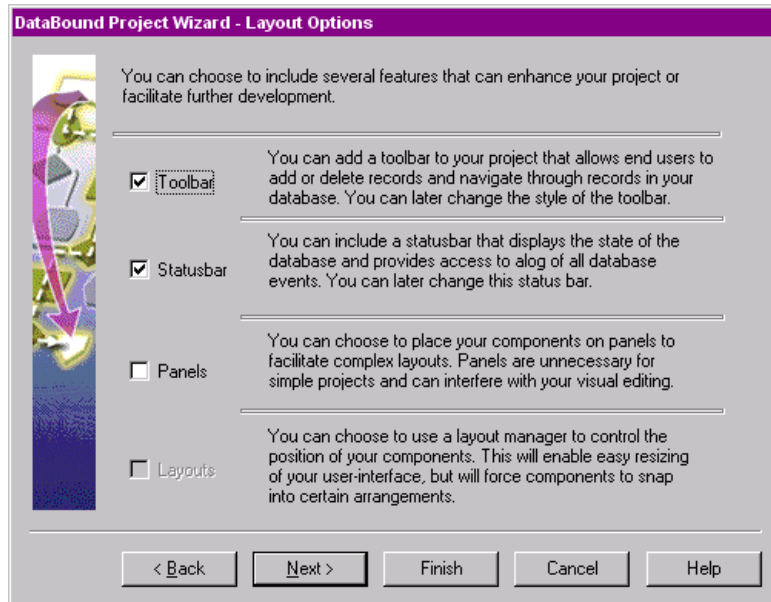 DataBound Project Wizard - Layout Options
You can choose to include several features that can enhance your project or
facilitate further development.
Toolbar
You can add a toolbar to your project that allows end users to
add or delete records and navigate through records in your
database. You can later change the style of the toolbar.
Statusbar
You can include a statusbar that displays the state of the
database and provides access to alog of all database
events. You can later change this status bar.
Panels
You can choose to place your components on panels to
facilitate complex layouts. Panels are unnecessary for
simple projects and can interfere with your visual editing.
Layouts
You can choose to use a layout manager to control the
position of your components. This will enable easy resizing
of your user-interface, but will force components to snap
into certain arrangements.
< Back
Next >
Finish
Cancel
Help